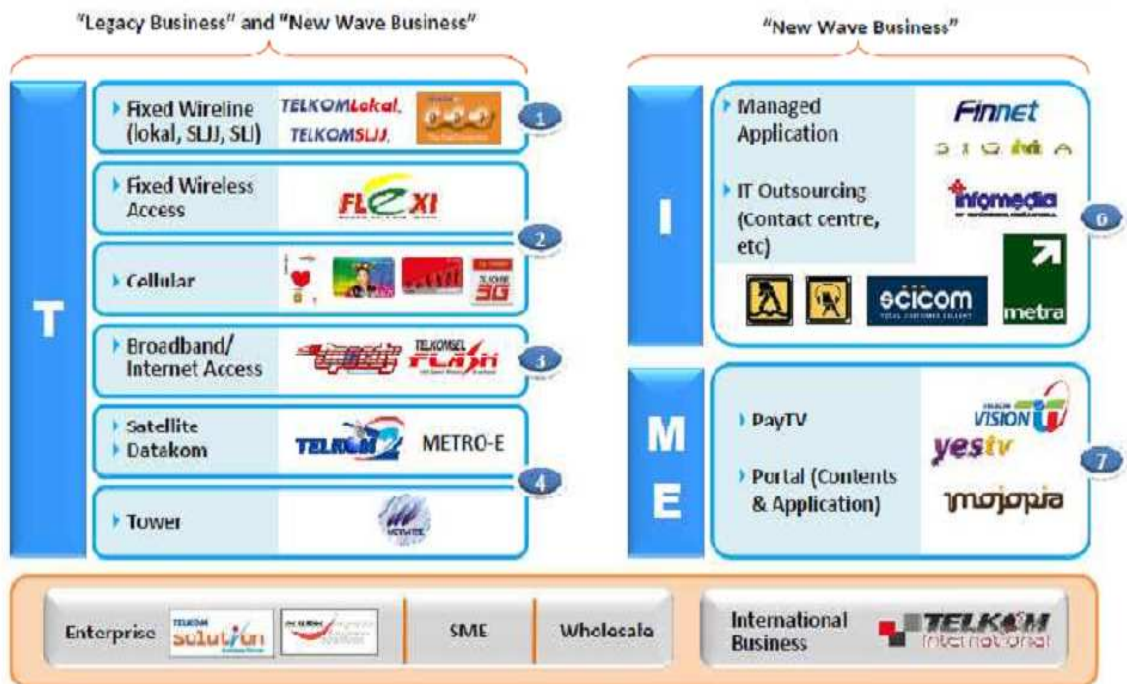 "Legacy Business" and "New Wave Business"
"New Wave Business"
T
Fixed Wireline
(lokal, SLJJ, SLI)
TELKOMLokal.
TELKOMSLJJ.
1
Fixed Wireless
Access
FLeXI
2
Cellular
3G
Broadband/
Internet Access
Speedy
TELKOMSEL
FLASH
3
Satellite
Datakom
TELKOM 2
METRO-E
4
Tower
I
Managed
Application
Finnet
SIGMA
IT Outsourcing
(Contact centre,
etc)
infomedia
6
scicom
metra
M
E
PayTV
VISION
yestv
7
Portal (Contents
& Application)
mojopia
Enterprise
TELKOM
Solution
SME
Wholesale
International
Business
TELKOM
International